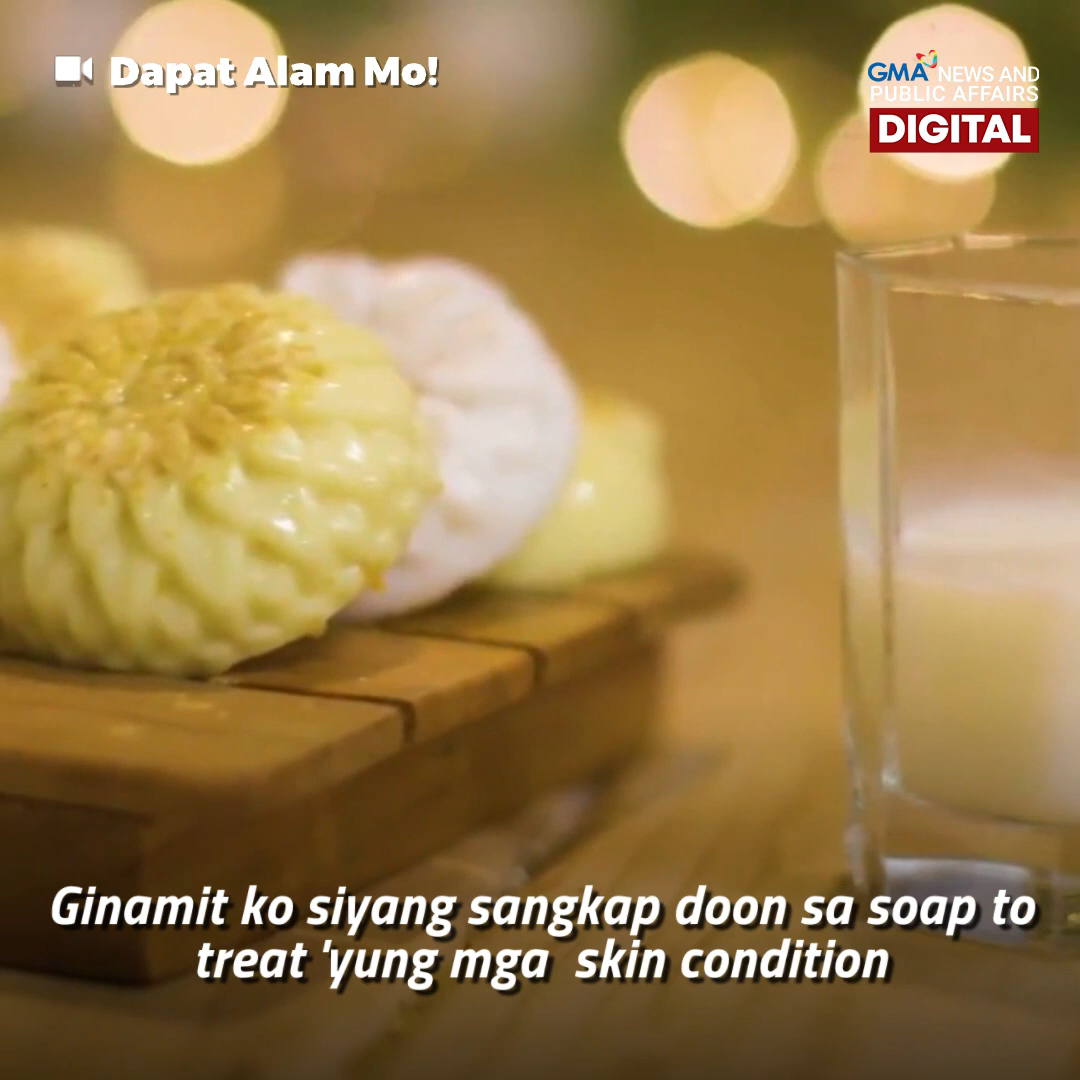 Dapat Alam Mo!
GMA NEWS AND
PUBLIC AFFAIRS
DIGITAL
Ginamit ko siyang sangkap doon sa soap to
treat 'yung mga skin condition